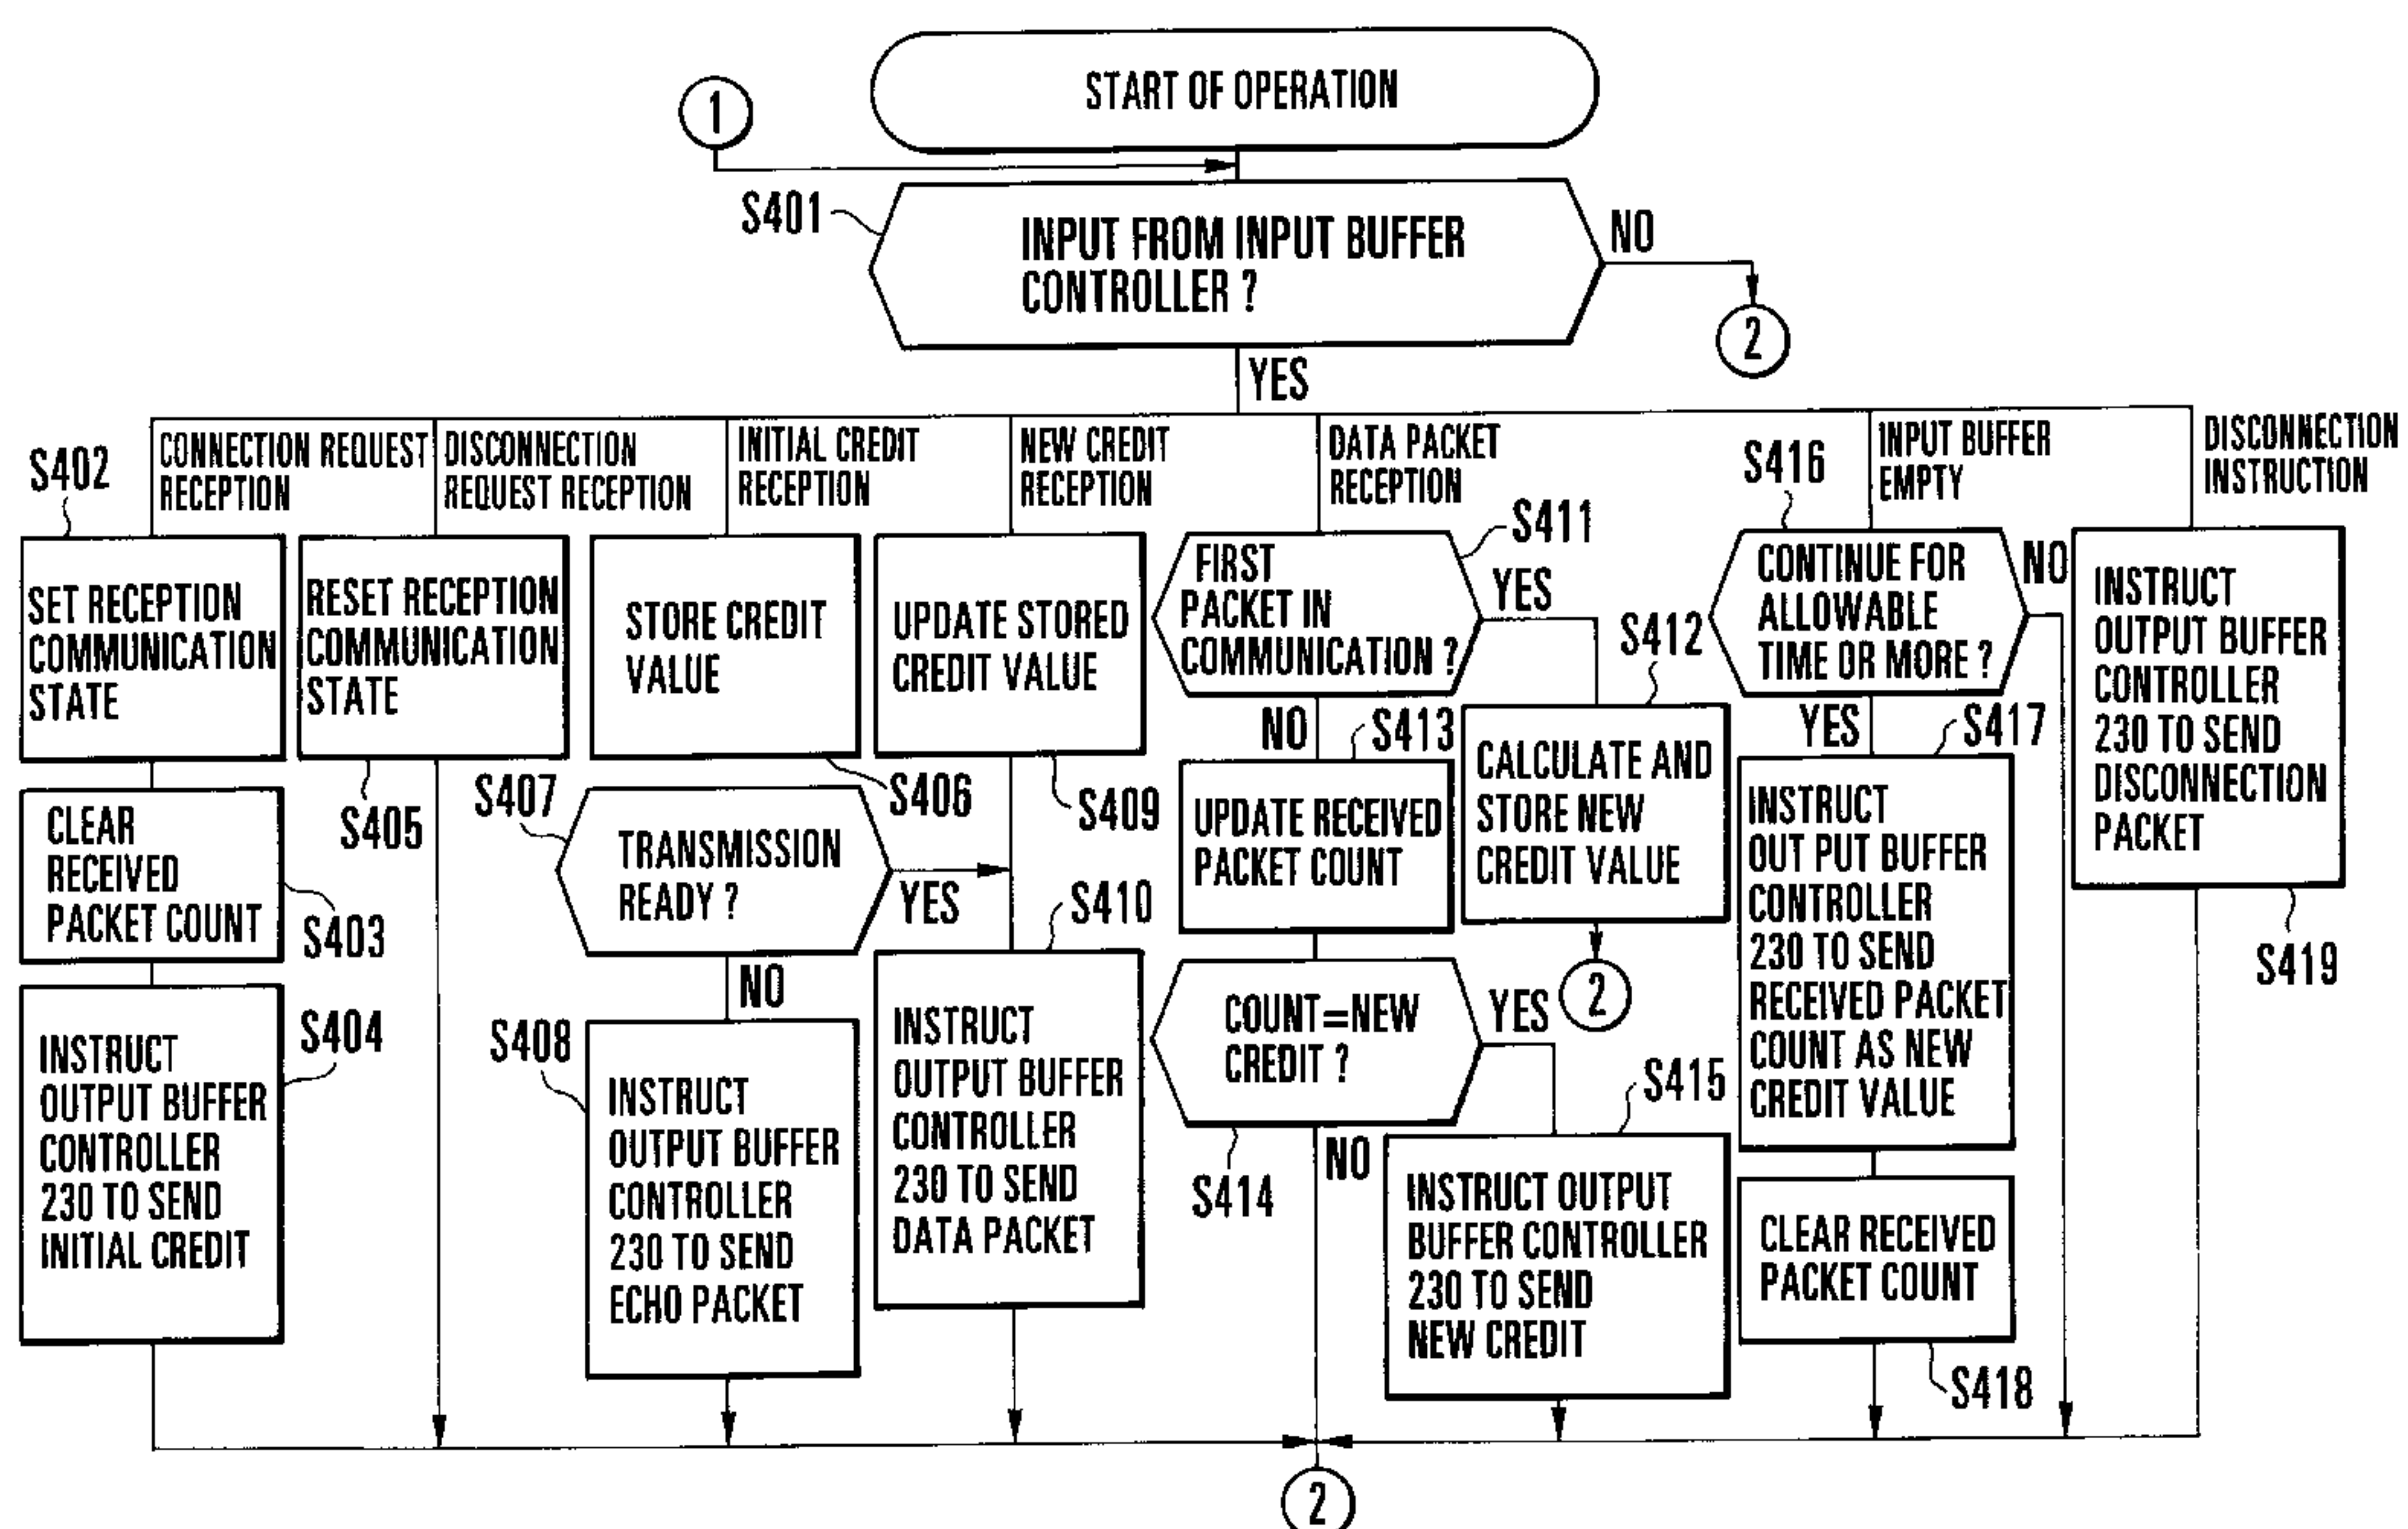 START OF OPERATION
1
S401
INPUT FROM INPUT BUFFER
CONTROLLER ?
NO
2
YES
S402
CONNECTION REQUEST
RECEPTION
DISCONNECTION
REQUEST RECEPTION
INITIAL CREDIT
RECEPTION
NEW CREDIT
RECEPTION
DATA PACKET
RECEPTION
S416
INPUT BUFFER
EMPTY
DISCONNECTION
INSTRUCTION
SET RECEPTION
COMMUNICATION
STATE
RESET RECEPTION
COMMUNICATION
STATE
S405
STORE CREDIT
VALUE
S406
UPDATE STORED
CREDIT VALUE
S409
FIRST
PACKET IN
COMMUNICATION ?
S411
YES
S412
NO
S413
CONTINUE FOR
ALLOWABLE
TIME OR MORE ?
NO
YES
S417
INSTRUCT
OUTPUT BUFFER
CONTROLLER
230 TO SEND
DISCONNECTION
PACKET
S419
CLEAR
RECEIVED
PACKET COUNT
S403
S407
TRANSMISSION
READY ?
YES
NO
S410
UPDATE RECEIVED
PACKET COUNT
CALCULATE AND
STORE NEW
CREDIT VALUE
2
INSTRUCT
OUT PUT BUFFER
CONTROLLER
230 TO SEND
RECEIVED PACKET
COUNT AS NEW
CREDIT VALUE
INSTRUCT
OUTPUT BUFFER
CONTROLLER
230 TO SEND
INITIAL CREDIT
S404
S408
INSTRUCT
OUTPUT BUFFER
CONTROLLER
230 TO SEND
ECHO PACKET
INSTRUCT
OUTPUT BUFFER
CONTROLLER
230 TO SEND
DATA PACKET
COUNT=NEW
CREDIT ?
YES
S414
NO
S415
INSTRUCT OUTPUT
BUFFER CONTROLLER
230 TO SEND
NEW CREDIT
CLEAR RECEIVED
PACKET COUNT
S418
2